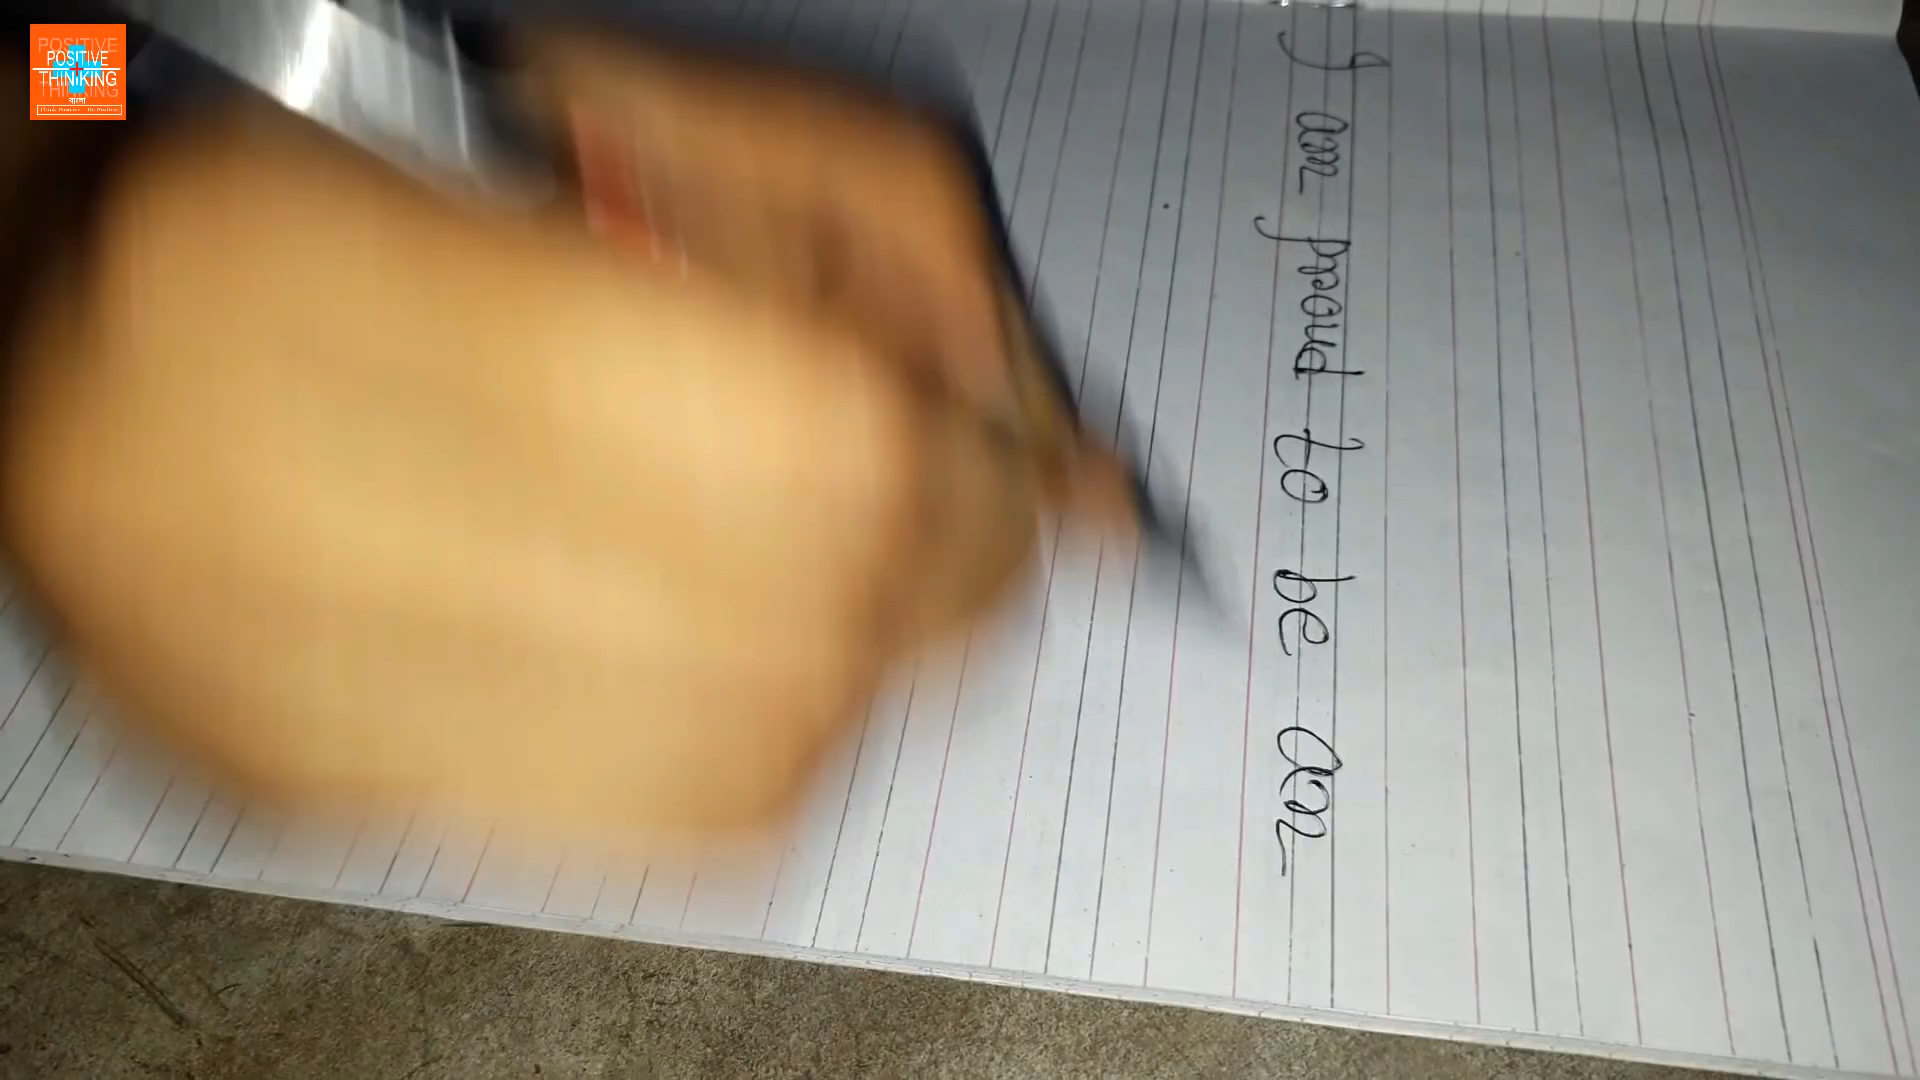 POSITIVE
THINKING
বাংলা
I am proud to be an